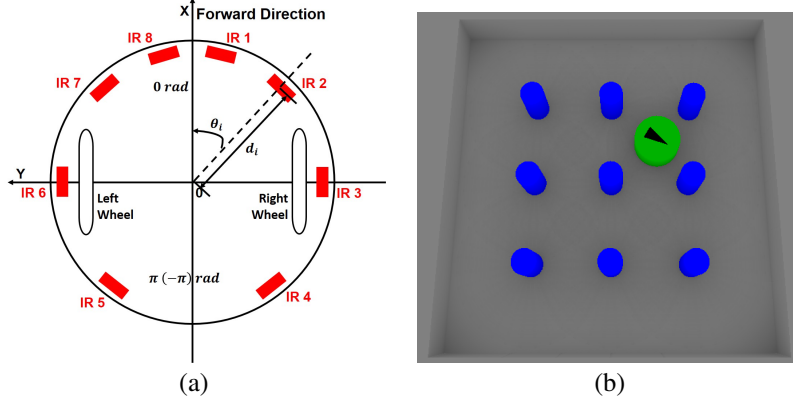 X Forward Direction
IR 8
IR 1
IR 7
IR 2
0 rad
θi
di
Y
0
IR 6
Left
Wheel
Right
Wheel
IR 3
π (−π) rad
IR 5
IR 4
(a)
(b)